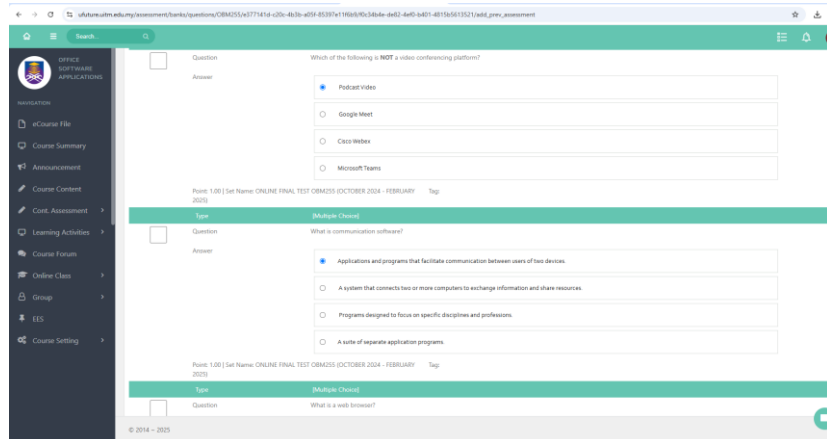 ufuture.uitm.edu.my/assessment/banks/questions/OBM255/e377141d-c20c-4b3b-a05f-85397e11f6b9/f0c34b4e-de82-4ef0-b401-4815b5613521/add_prev_assessment
Search..
OFFICE
SOFTWARE
APPLICATIONS
NAVIGATION
eCourse File
Course Summary
Announcement
Course Content
Cont. Assessment
Learning Activities
Course Forum
Online Class
Group
EES
Course Setting
Question Which of the following is NOT a video conferencing platform?
Answer
Podcast Video
Google Meet
Cisco Webex
Microsoft Teams
Point: 1.00 | Set Name: ONLINE FINAL TEST OBM255 (OCTOBER 2024 - FEBRUARY Tag:
2025)
Type [Multiple Choice]
Question What is communication software?
Answer
Applications and programs that facilitate communication between users of two devices.
A system that connects two or more computers to exchange information and share resources.
Programs designed to focus on specific disciplines and professions.
A suite of separate application programs.
Point: 1.00 | Set Name: ONLINE FINAL TEST OBM255 (OCTOBER 2024 - FEBRUARY Tag:
2025)
Type [Multiple Choice]
Question What is a web browser?
© 2014 – 2025